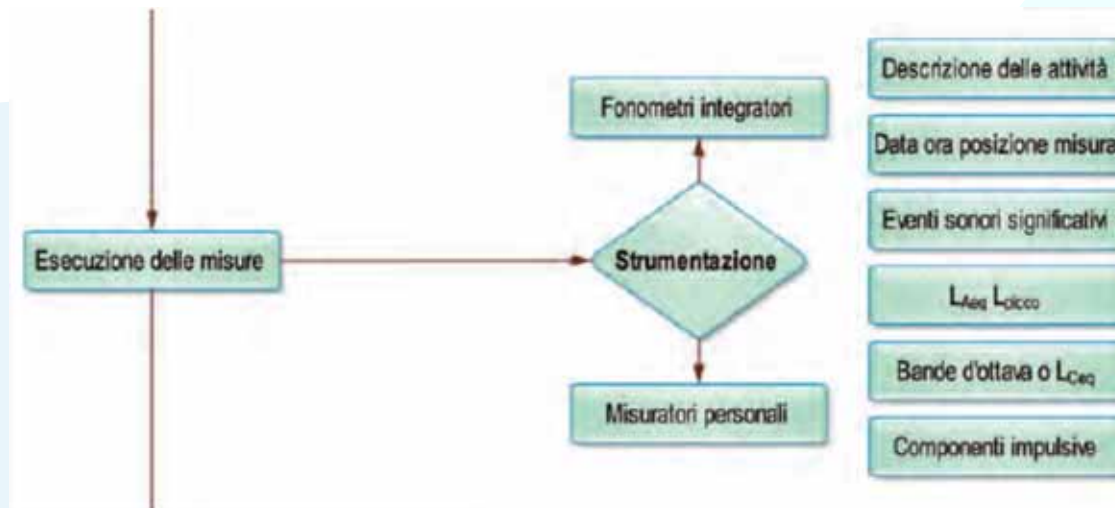 Fonometri integratori
Esecuzione delle misure
Strumentazione
Misuratori personali
Descrizione delle attività
Data ora posizione misura
Eventi sonori significativi
LAeq Lpicco
Bande d'ottava o LCeq
Componenti impulsive